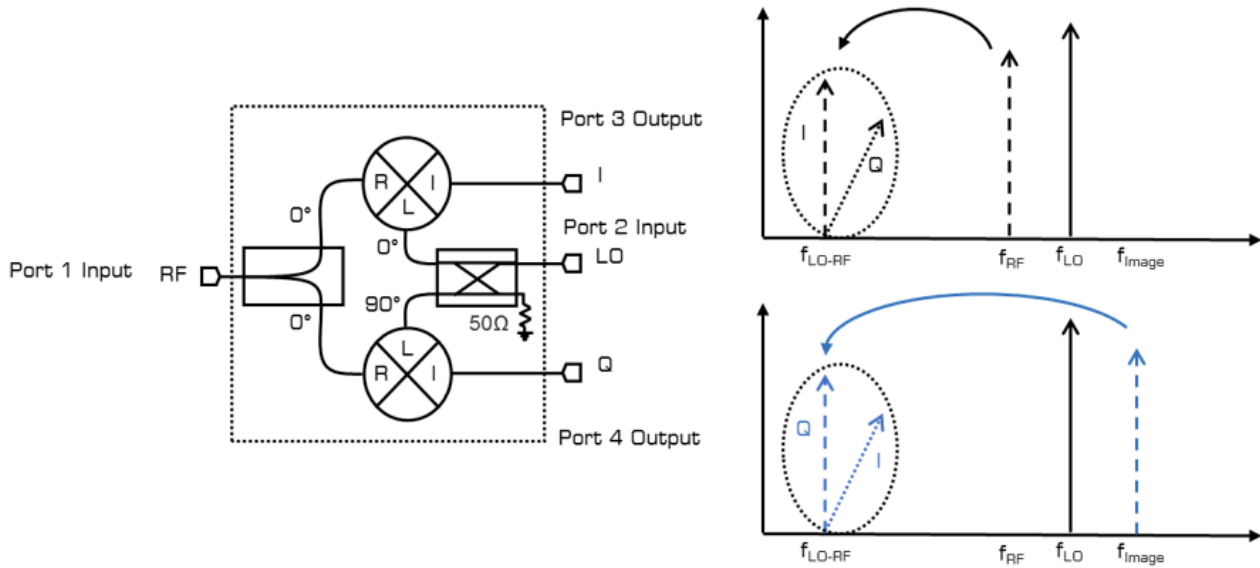 Port 3 Output
R
I
L
I
0°
Port 2 Input
0°
LO
Port 1 Input
RF
90°
50Ω
0°
L
R
I
Q
Port 4 Output
I
Q
fLO-RF
fRF
fLO
fImage
Q
I
fLO-RF
fRF
fLO
fImage